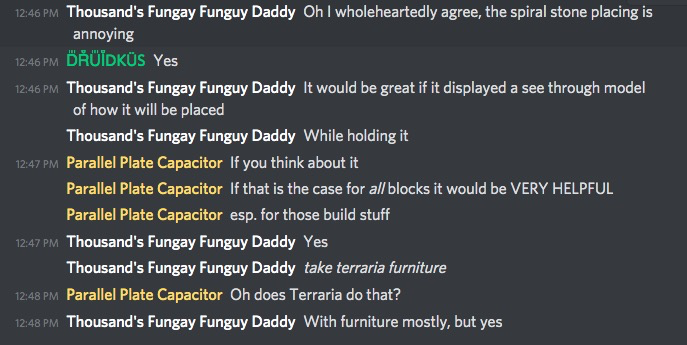 12:46 PM Thousand's Fungay Funguy Daddy Oh I wholeheartedly agree, the spiral stone placing is
annoying
12:46 PM D̈R̊ÜÏDKÜS Yes
12:46 PM Thousand's Fungay Funguy Daddy It would be great if it displayed a see through model
of how it will be placed
Thousand's Fungay Funguy Daddy While holding it
12:47 PM Parallel Plate Capacitor If you think about it
Parallel Plate Capacitor If that is the case for all blocks it would be VERY HELPFUL
Parallel Plate Capacitor esp. for those build stuff
12:47 PM Thousand's Fungay Funguy Daddy Yes
Thousand's Fungay Funguy Daddy take terraria furniture
12:48 PM Parallel Plate Capacitor Oh does Terraria do that?
12:48 PM Thousand's Fungay Funguy Daddy With furniture mostly, but yes